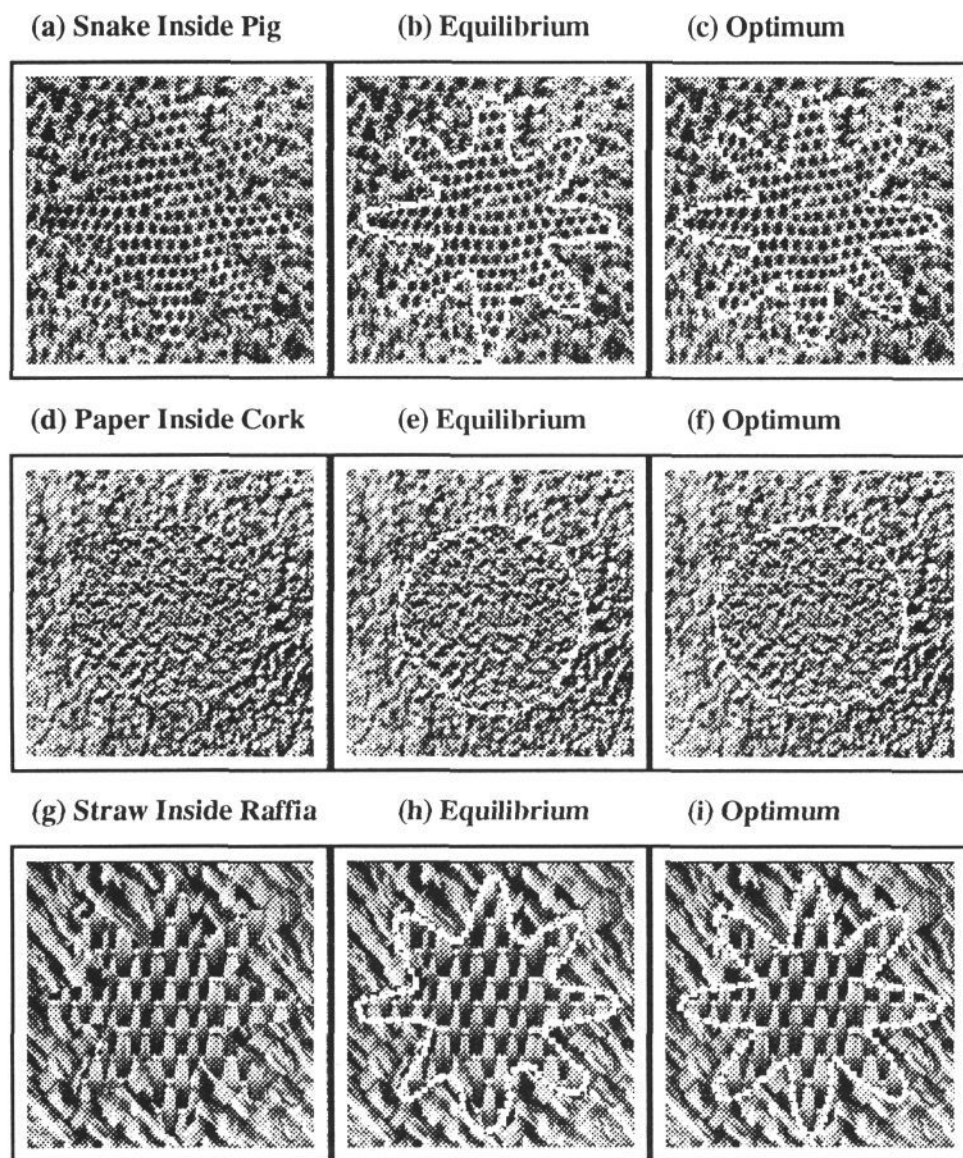 (a) Snake Inside Pig (b) Equilibrium (c) Optimum
(d) Paper Inside Cork (e) Equilibrium (f) Optimum
(g) Straw Inside Raffia (h) Equilibrium (i) Optimum